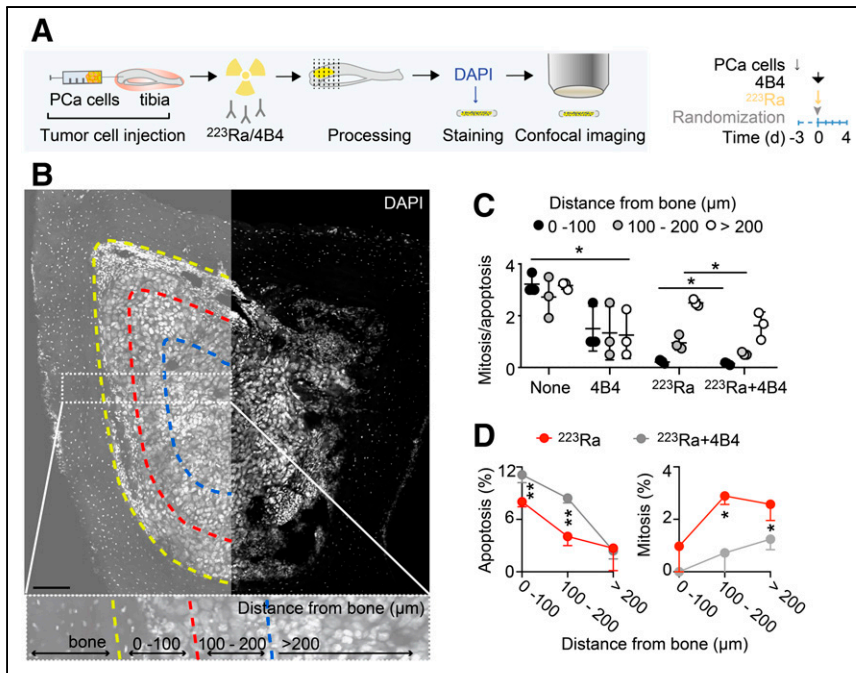 A
PCa cells tibia
Tumor cell injection
²²³Ra/4B4
Processing
DAPI
Staining
Confocal imaging
PCa cells
4B4
²²³Ra
Randomization
Time (d) -3 0 4
B
DAPI
Distance from bone (µm)
bone 0 -100 100 - 200 >200
C
Distance from bone (µm)
0 -100 100 - 200 > 200
*
*
*
Mitosis/apoptosis
4
2
0
None 4B4 ²²³Ra ²²³Ra+4B4
D
²²³Ra ²²³Ra+4B4
Apoptosis (%)
12
6
0
**
**
0 -100
100 - 200
> 200
Mitosis (%)
4
2
0
*
*
0 -100
100 - 200
> 200
Distance from bone (µm)